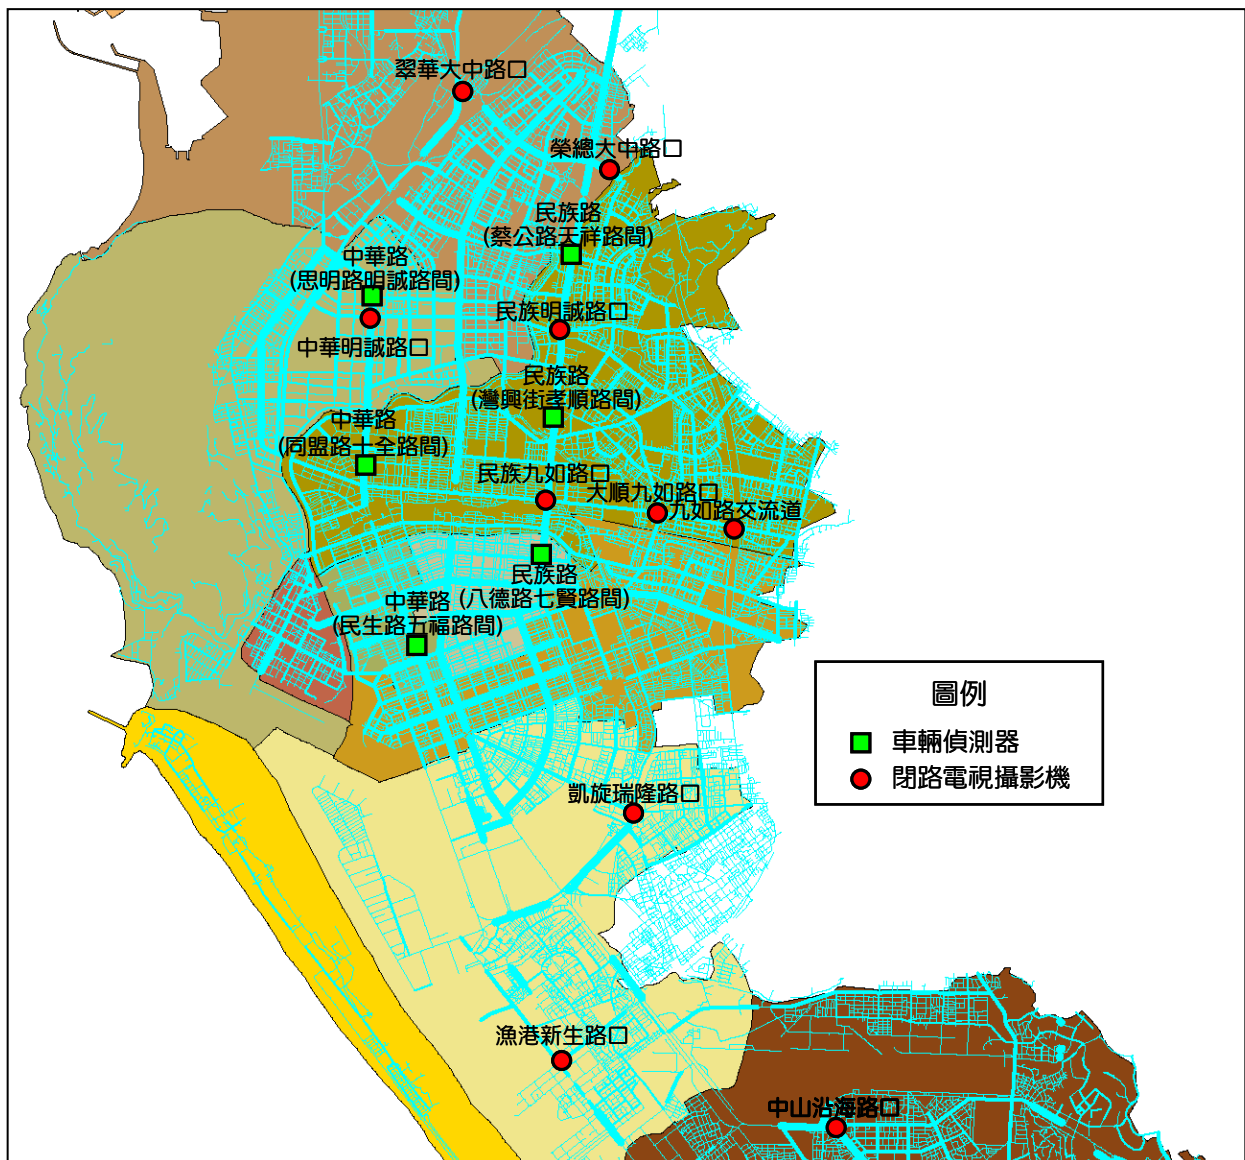 翠華大中路口
榮總大中路口
民族路
(蔡公路天祥路間)
中華路
(思明路明誠路間)
民族明誠路口
中華明誠路口
民族路
(灣興街孝順路間)
中華路
(同盟路十全路間)
民族九如路口
大順九如路口
九如路交流道
民族路
(八德路七賢路間)
中華路
(民生路五福路間)
圖例
車輛偵測器
閉路電視攝影機
凱旋瑞隆路口
漁港新生路口
中山沿海路口